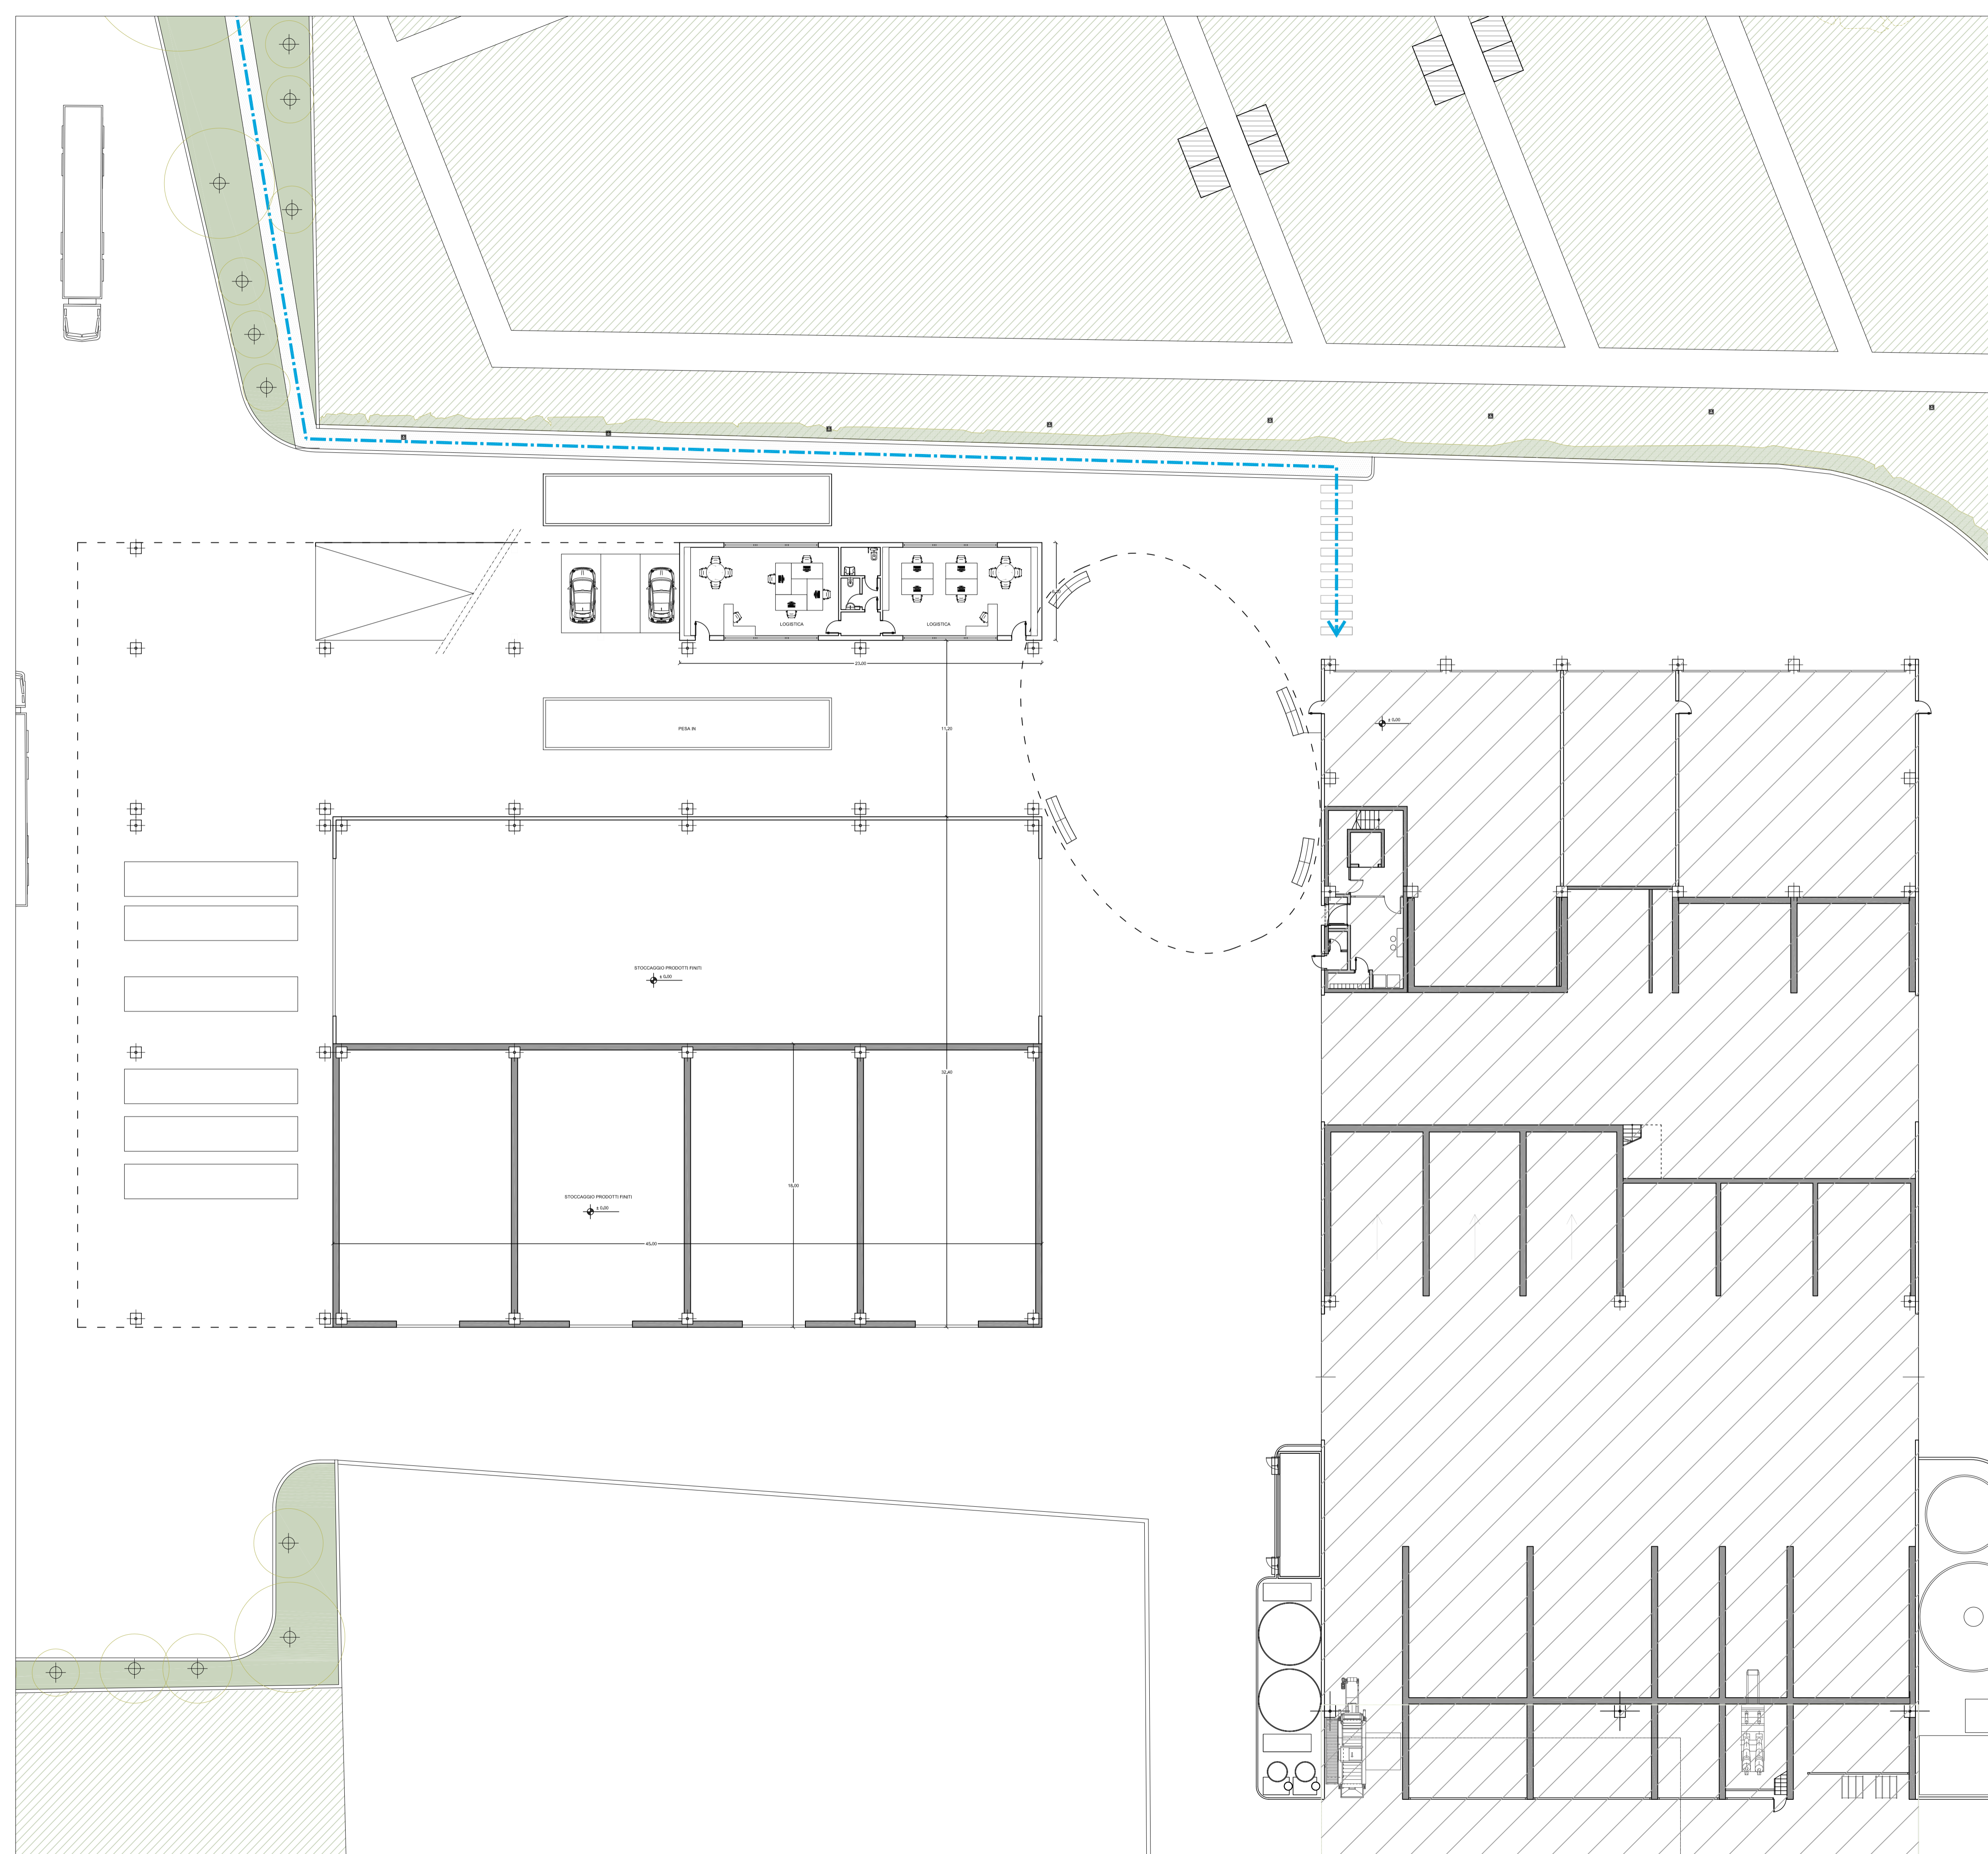 LOGISTICA
LOGISTICA
23,00
PESA IN
11,20
± 0,00
STOCCAGGIO PRODOTTI FINITI
± 0,00
32,40
18,00
STOCCAGGIO PRODOTTI FINITI
± 0,00
45,00